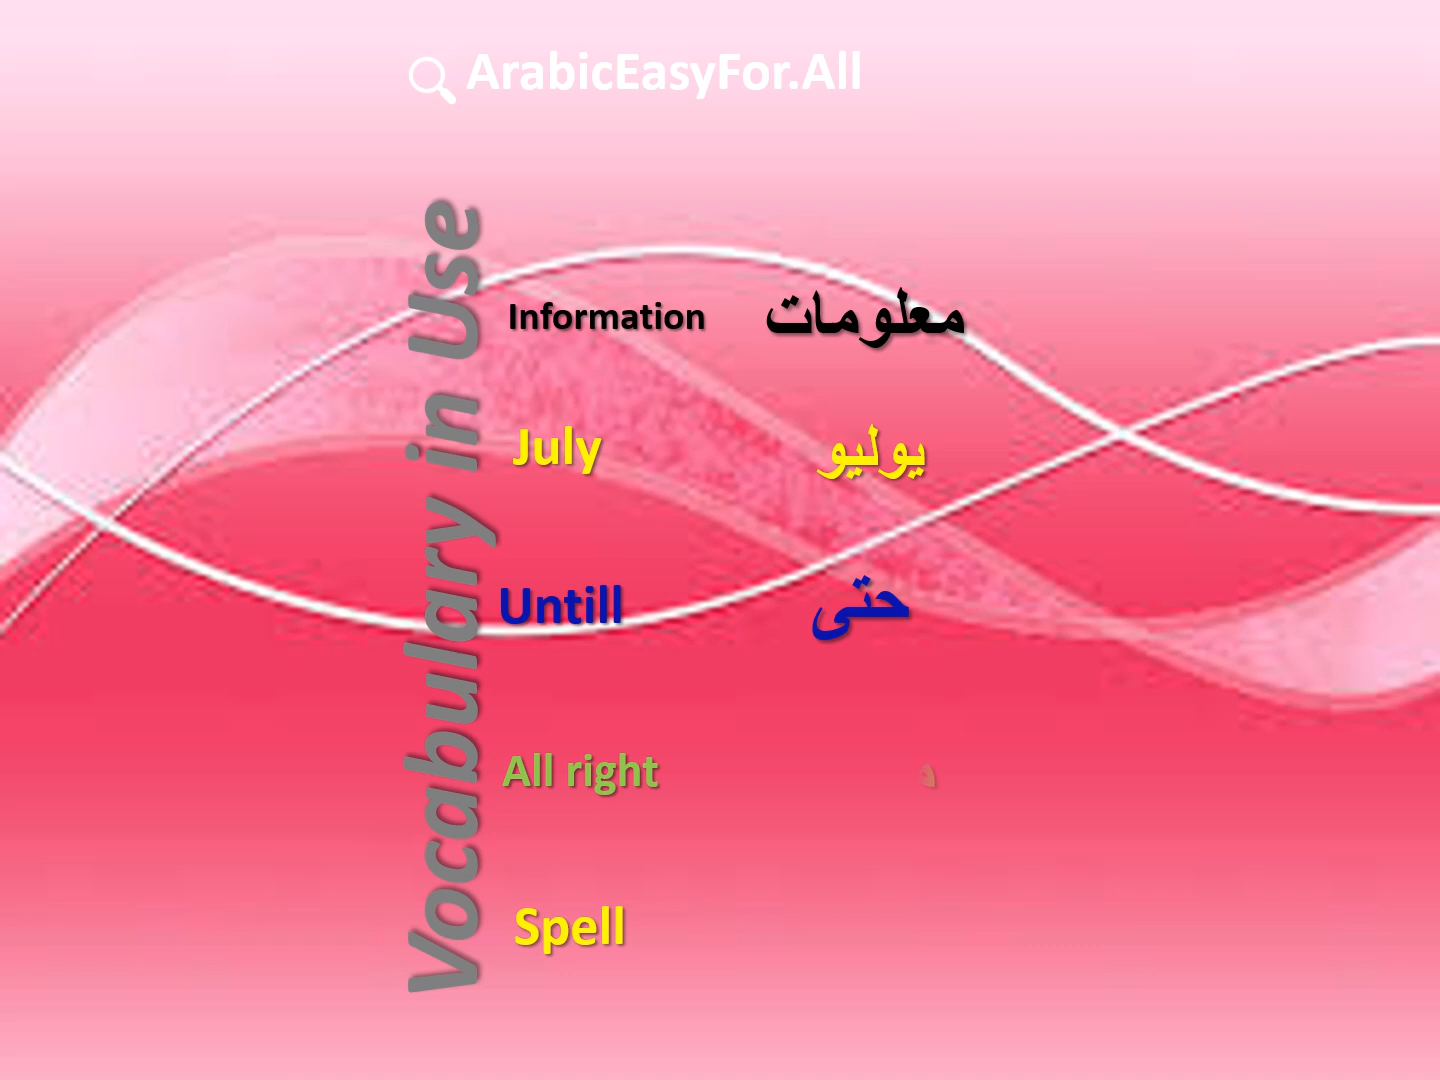 ArabicEasyFor.All
Vocabulary in Use
Information معلومات
July يوليو
Untill حتى
All right
Spell